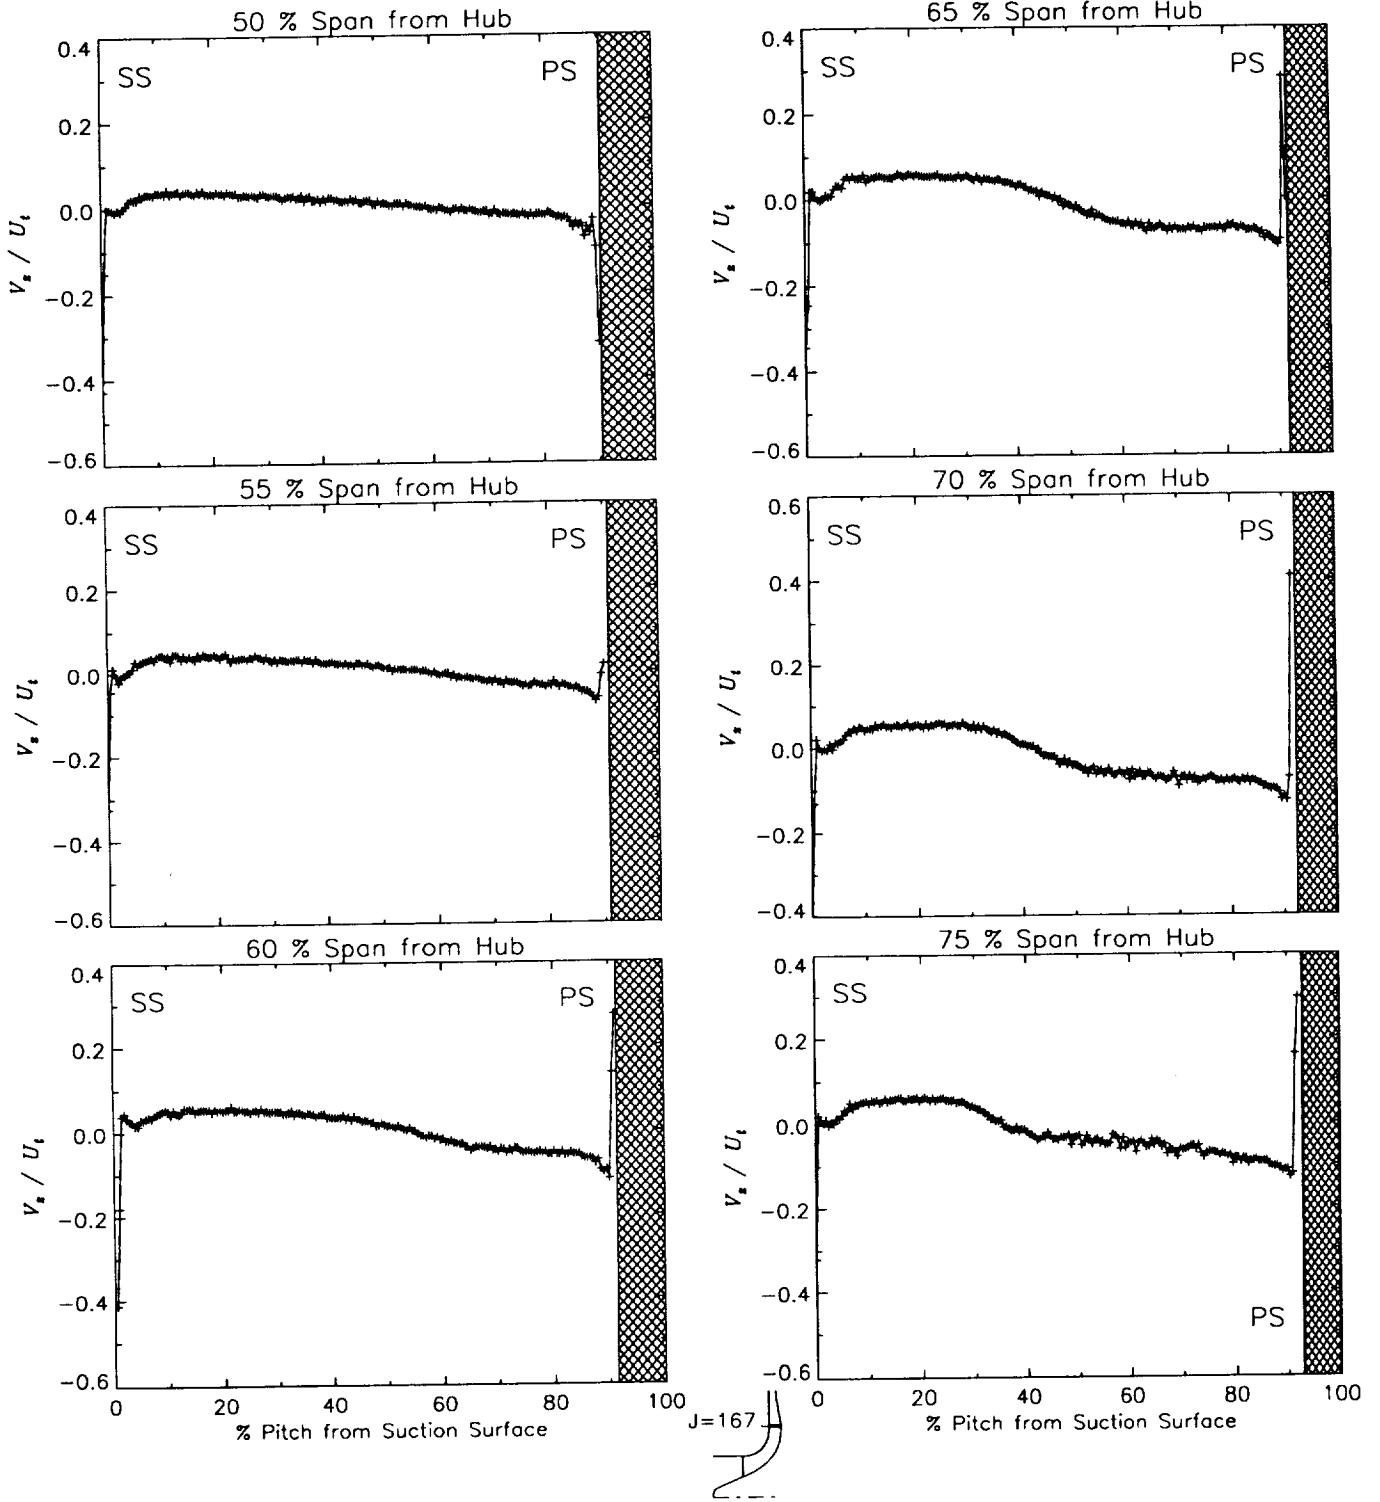 50 % Span from Hub
0.4
SS
PS
0.2
0.0
−0.2
−0.4
−0.6
V_z / U_t
55 % Span from Hub
0.4
SS
PS
0.2
0.0
−0.2
−0.4
−0.6
V_z / U_t
60 % Span from Hub
0.4
SS
PS
0.2
0.0
−0.2
−0.4
−0.6
V_z / U_t
0 20 40 60 80 100
% Pitch from Suction Surface
65 % Span from Hub
0.4
SS
PS
0.2
0.0
−0.2
−0.4
−0.6
V_z / U_t
70 % Span from Hub
0.6
SS
PS
0.4
0.2
0.0
−0.2
−0.4
V_z / U_t
75 % Span from Hub
0.4
SS
0.2
0.0
−0.2
−0.4
PS
−0.6
V_z / U_t
0 20 40 60 80 100
% Pitch from Suction Surface
J=167